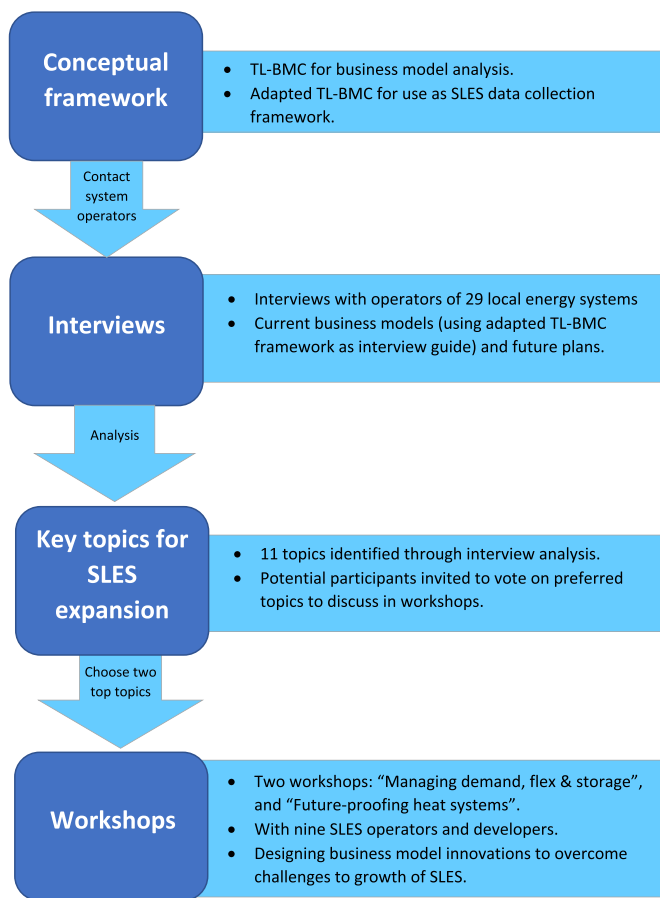 Conceptual
framework
• TL-BMC for business model analysis.
• Adapted TL-BMC for use as SLES data collection
framework.
Contact
system
operators
Interviews
• Interviews with operators of 29 local energy systems
• Current business models (using adapted TL-BMC
framework as interview guide) and future plans.
Analysis
Key topics for
SLES
expansion
• 11 topics identified through interview analysis.
• Potential participants invited to vote on preferred
topics to discuss in workshops.
Choose two
top topics
Workshops
• Two workshops: “Managing demand, flex & storage”,
and “Future-proofing heat systems”.
• With nine SLES operators and developers.
• Designing business model innovations to overcome
challenges to growth of SLES.